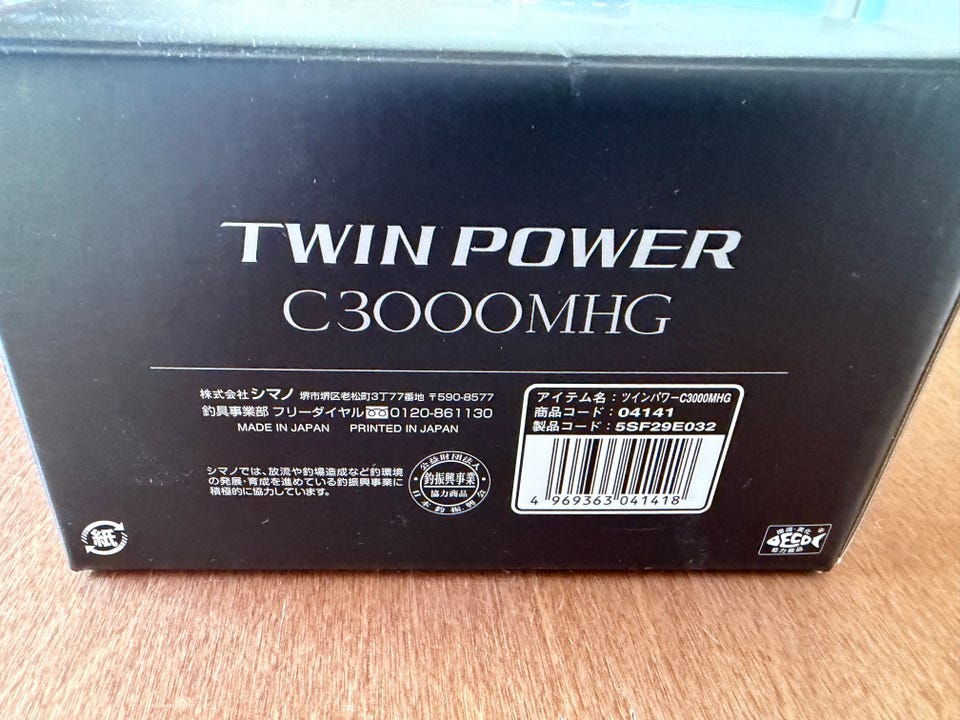 TWIN POWER
C3000MHG
株式会社シマノ 堺市堺区老松町3丁77番地 〒590-8577
釣具事業部 フリーダイヤル 0120-861130
MADE IN JAPAN PRINTED IN JAPAN
アイテム名：ツインパワーC3000MHG
商品コード：04141
製品コード：5SF29E032
4 969363 041418
シマノでは、放流や釣場造成など釣環境
の発展・育成を進めている釣振興事業に
積極的に協力しています。
公益財団法人
釣振興事業
協力商品
日本釣振興会
紙
ECO
協力商品